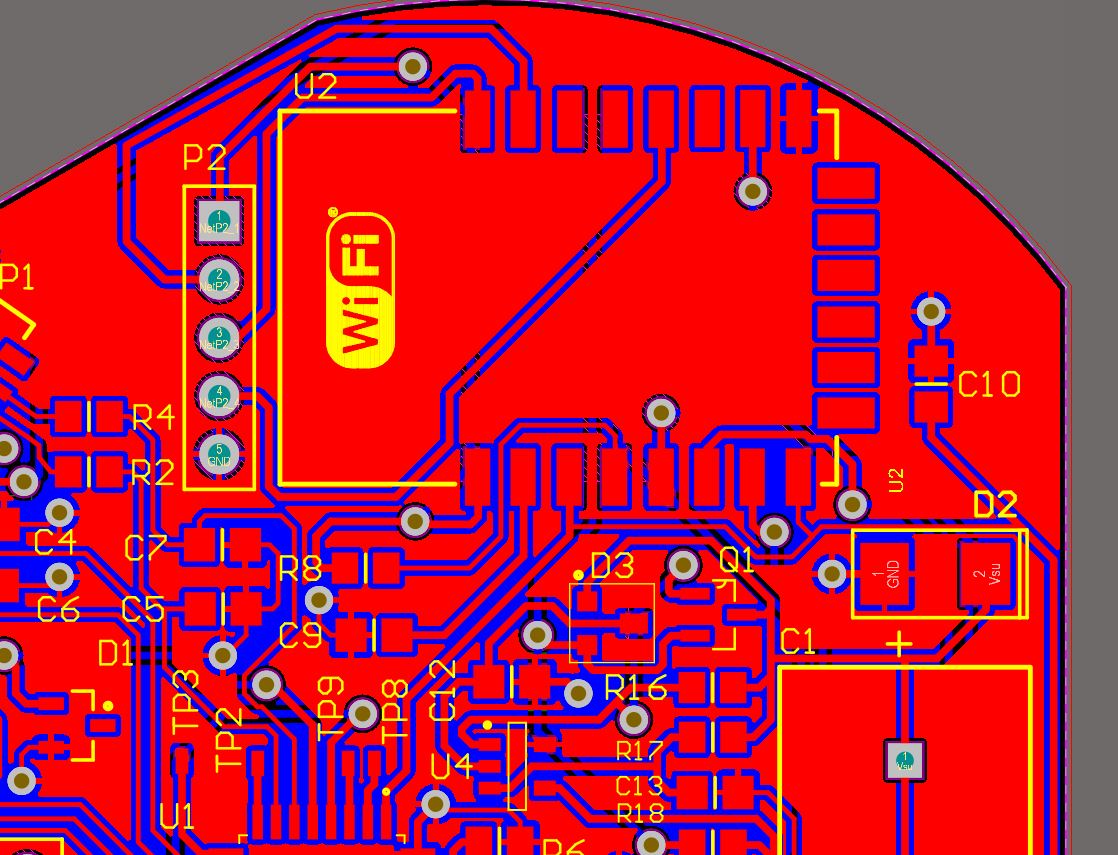 U2
P2
1
NetP2_1
2
NetP2_2
3
NetP2_3
4
NetP2_4
5
GND
WiFi
®
P1
R4
R2
C10
U2
D2
C4
C7
R8
D3
Q1
1
GND
2
Vsu
C6
C5
C9
C1
+
D1
TP3
TP2
TP9
TP8
C12
R16
R17
U4
C13
R18
1
Vsu
U1
R6